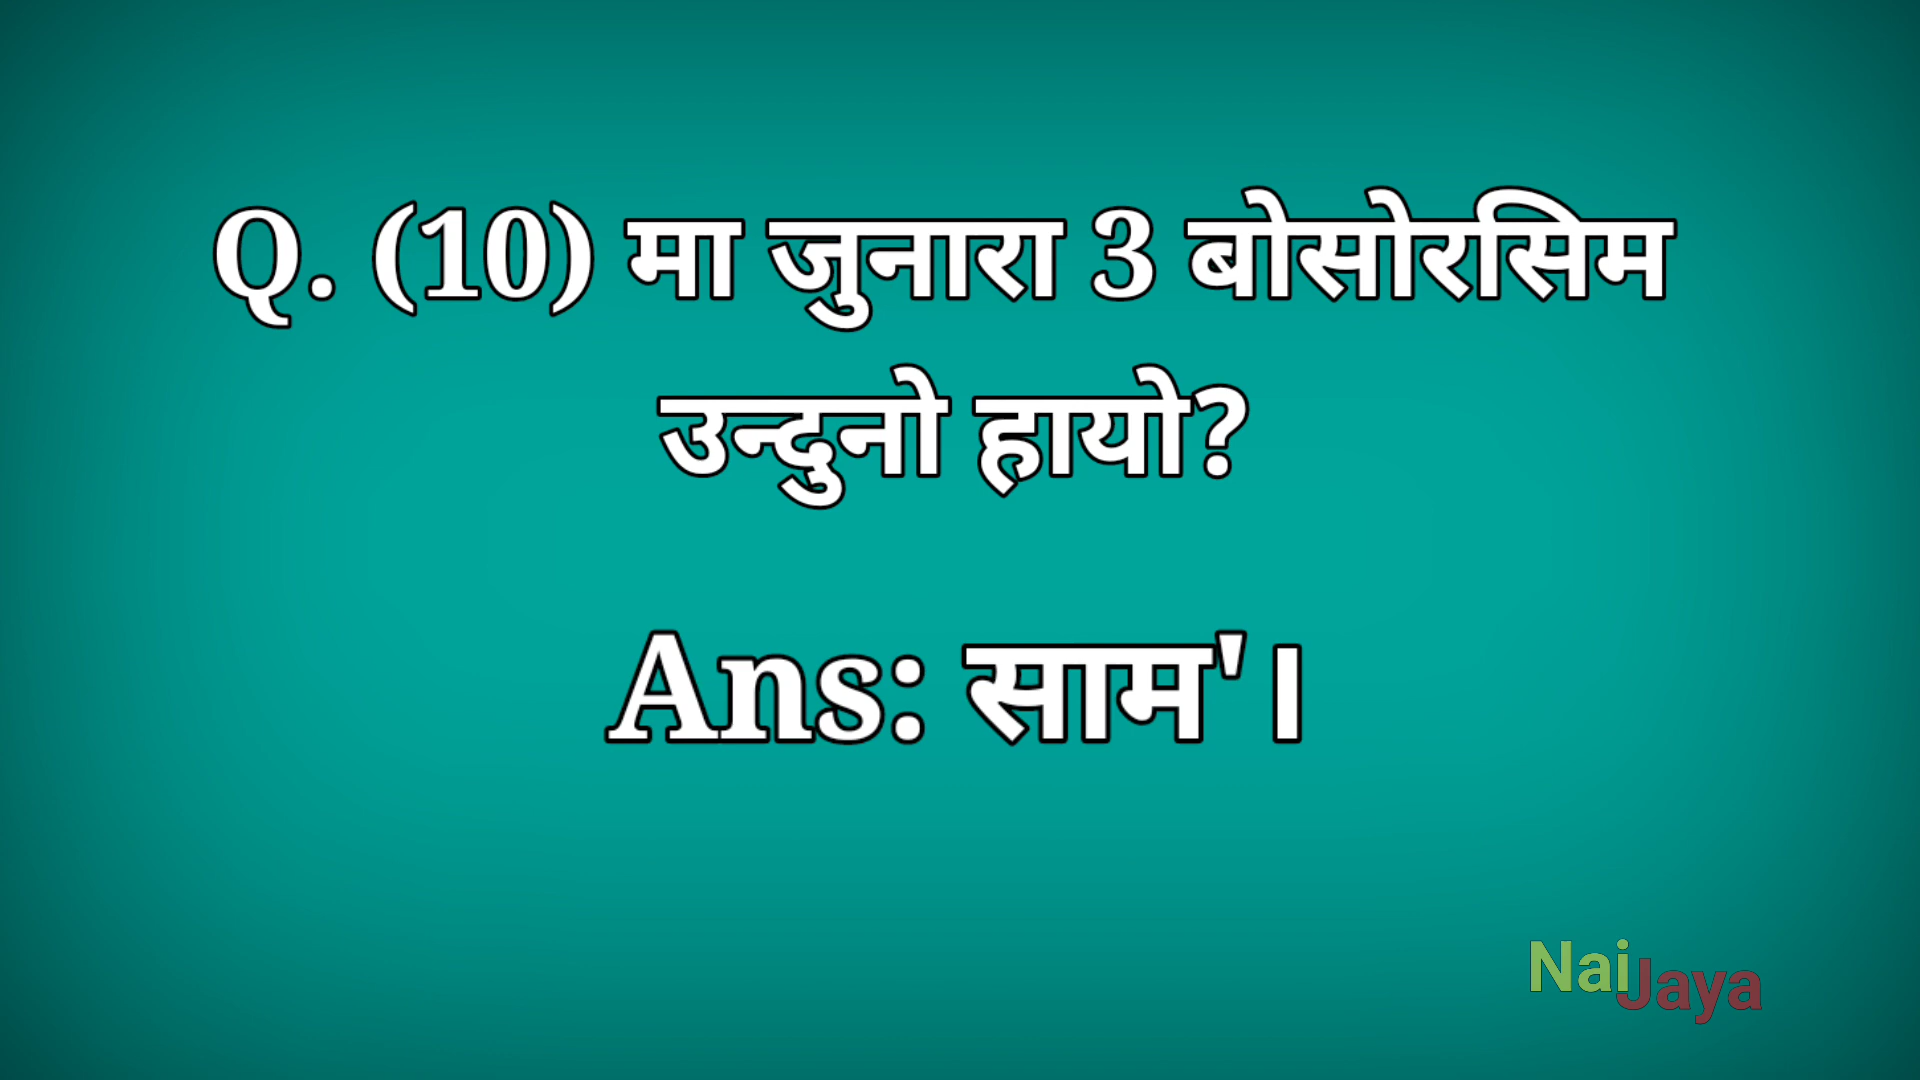 Q. (10) मा जुनारा 3 बोसोरसिम
उन्दुनो हायो?
Ans: साम'।
NaiJaya